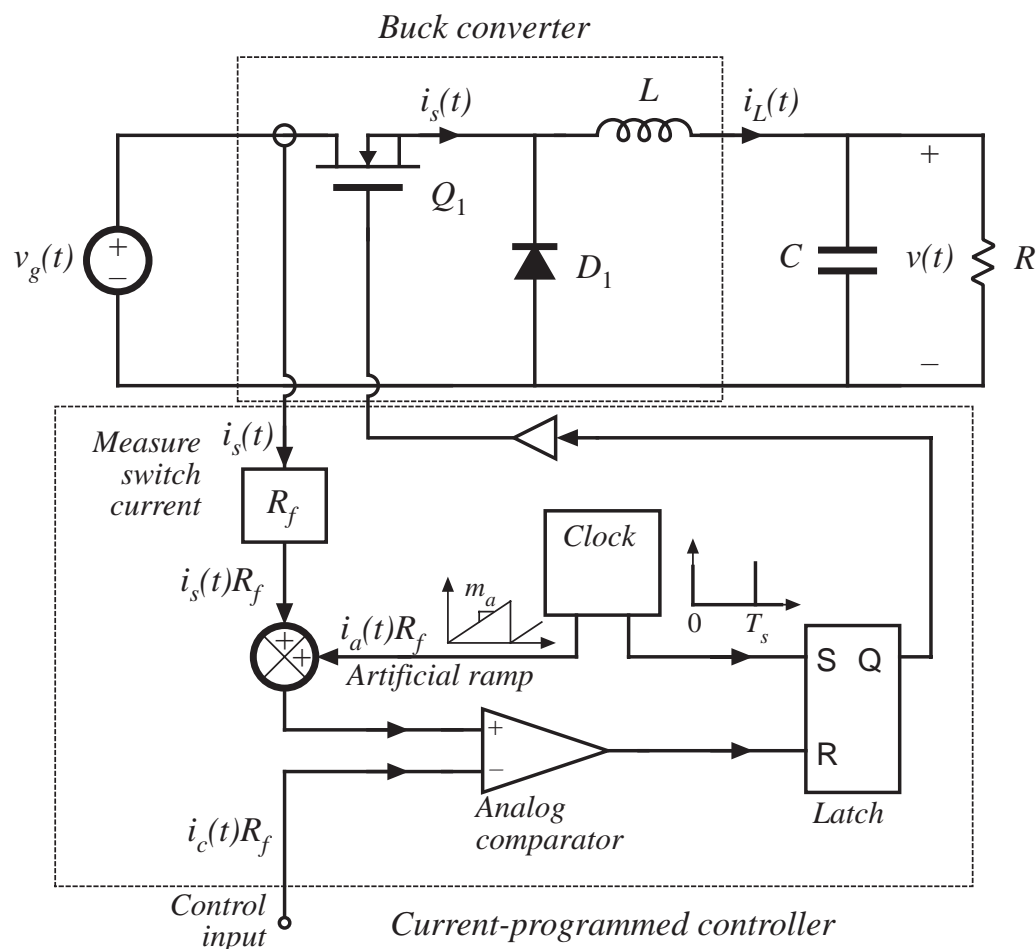 Buck converter
i_s(t)
L
i_L(t)
+
Q_1
v_g(t)
+
–
D_1
C
v(t)
R
–
Measure
switch
current
i_s(t)
R_f
Clock
i_s(t)R_f
m_a
0
T_s
+
+
i_a(t)R_f
Artificial ramp
S Q
+
–
R
Analog
comparator
Latch
i_c(t)R_f
Control
input
Current-programmed controller